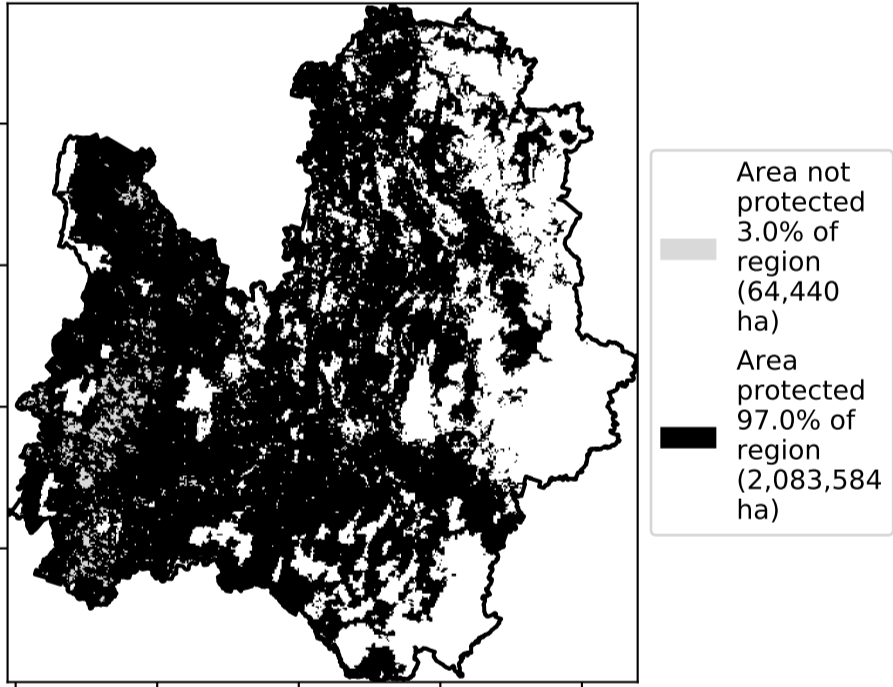 Area not
protected
3.0% of
region
(64,440
ha)
Area
protected
97.0% of
region
(2,083,584
ha)